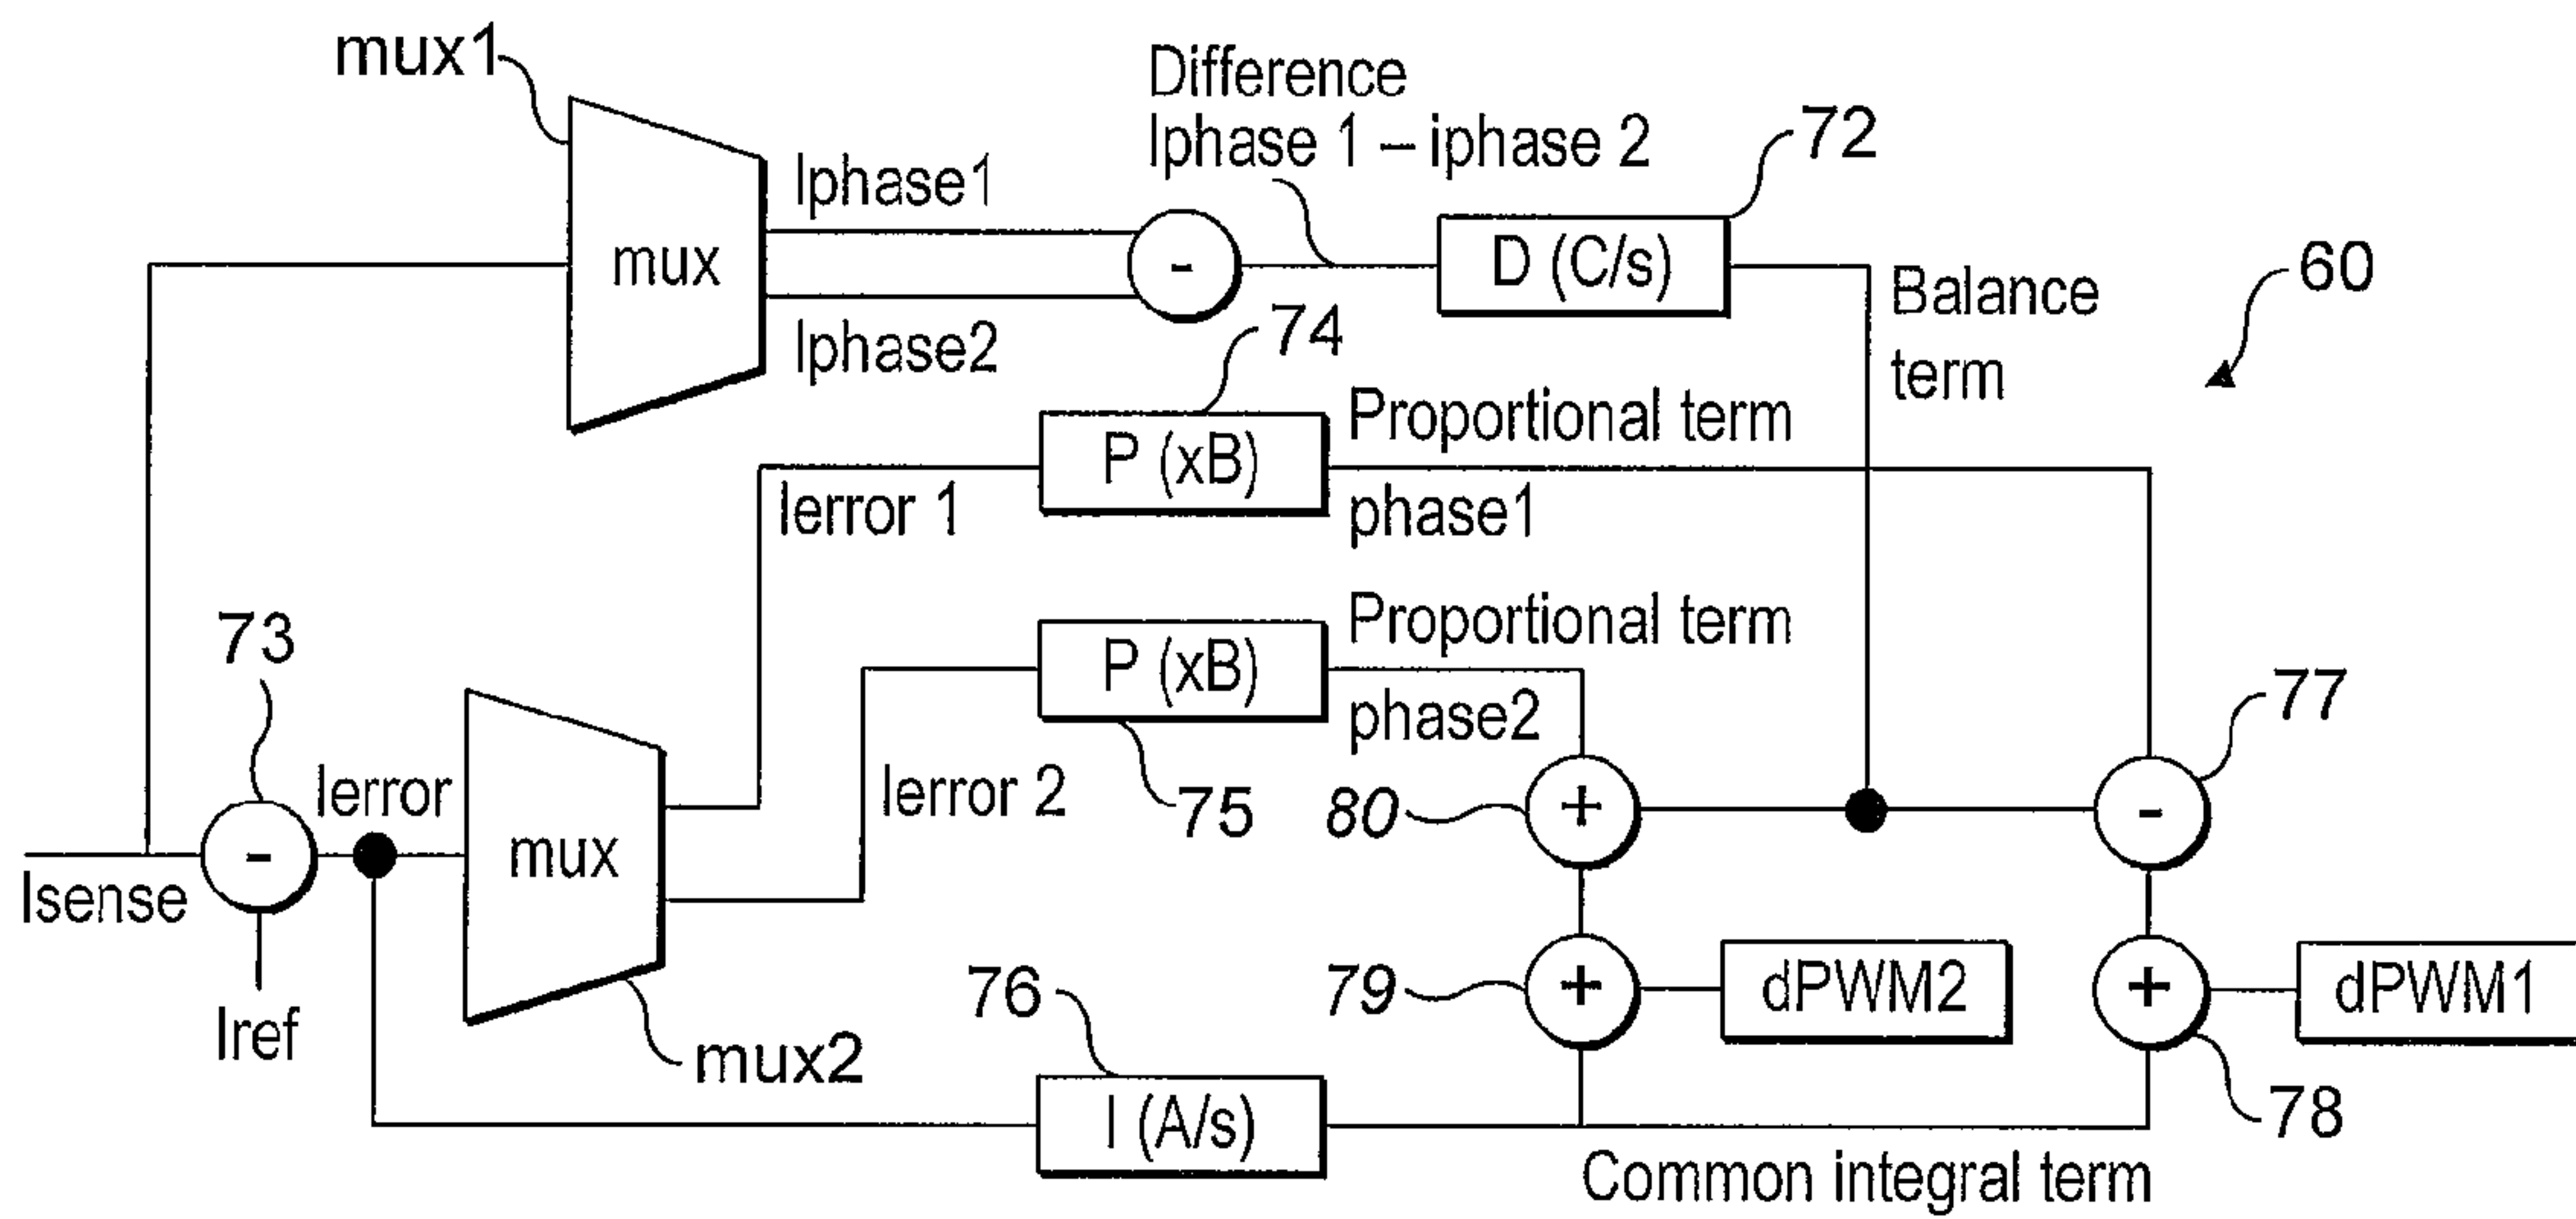 mux1
Difference
Iphase 1 – iphase 2
72
Iphase1
mux
-
D (C/s)
60
Balance
term
Iphase2
74
P (xB)
Proportional term
phase1
Ierror 1
73
P (xB)
Proportional term
phase2
75
77
Ierror
Ierror 2
mux
80
+
-
-
Isense
Iref
mux2
76
79
+
dPWM2
+
dPWM1
78
I (A/s)
Common integral term